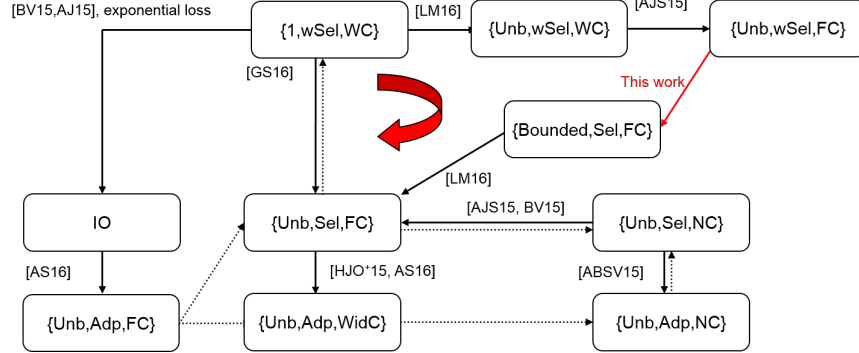 [BV15,AJ15], exponential loss
{1,wSel,WC}
[LM16]
{Unb,wSel,WC}
[AJS15]
{Unb,wSel,FC}
[GS16]
This work
{Bounded,Sel,FC}
[LM16]
IO
{Unb,Sel,FC}
[AJS15, BV15]
{Unb,Sel,NC}
[AS16]
[HJO⁺15, AS16]
[ABSV15]
{Unb,Adp,FC}
{Unb,Adp,WidC}
{Unb,Adp,NC}